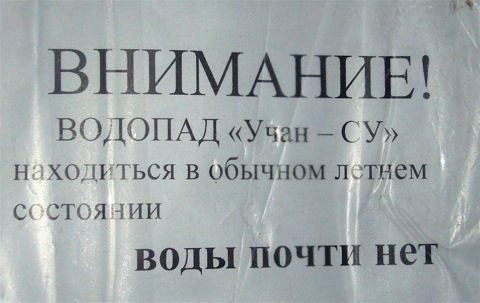 ВНИМАНИЕ!
ВОДОПАД «Учан – СУ»
находиться в обычном летнем
состоянии
воды почти нет